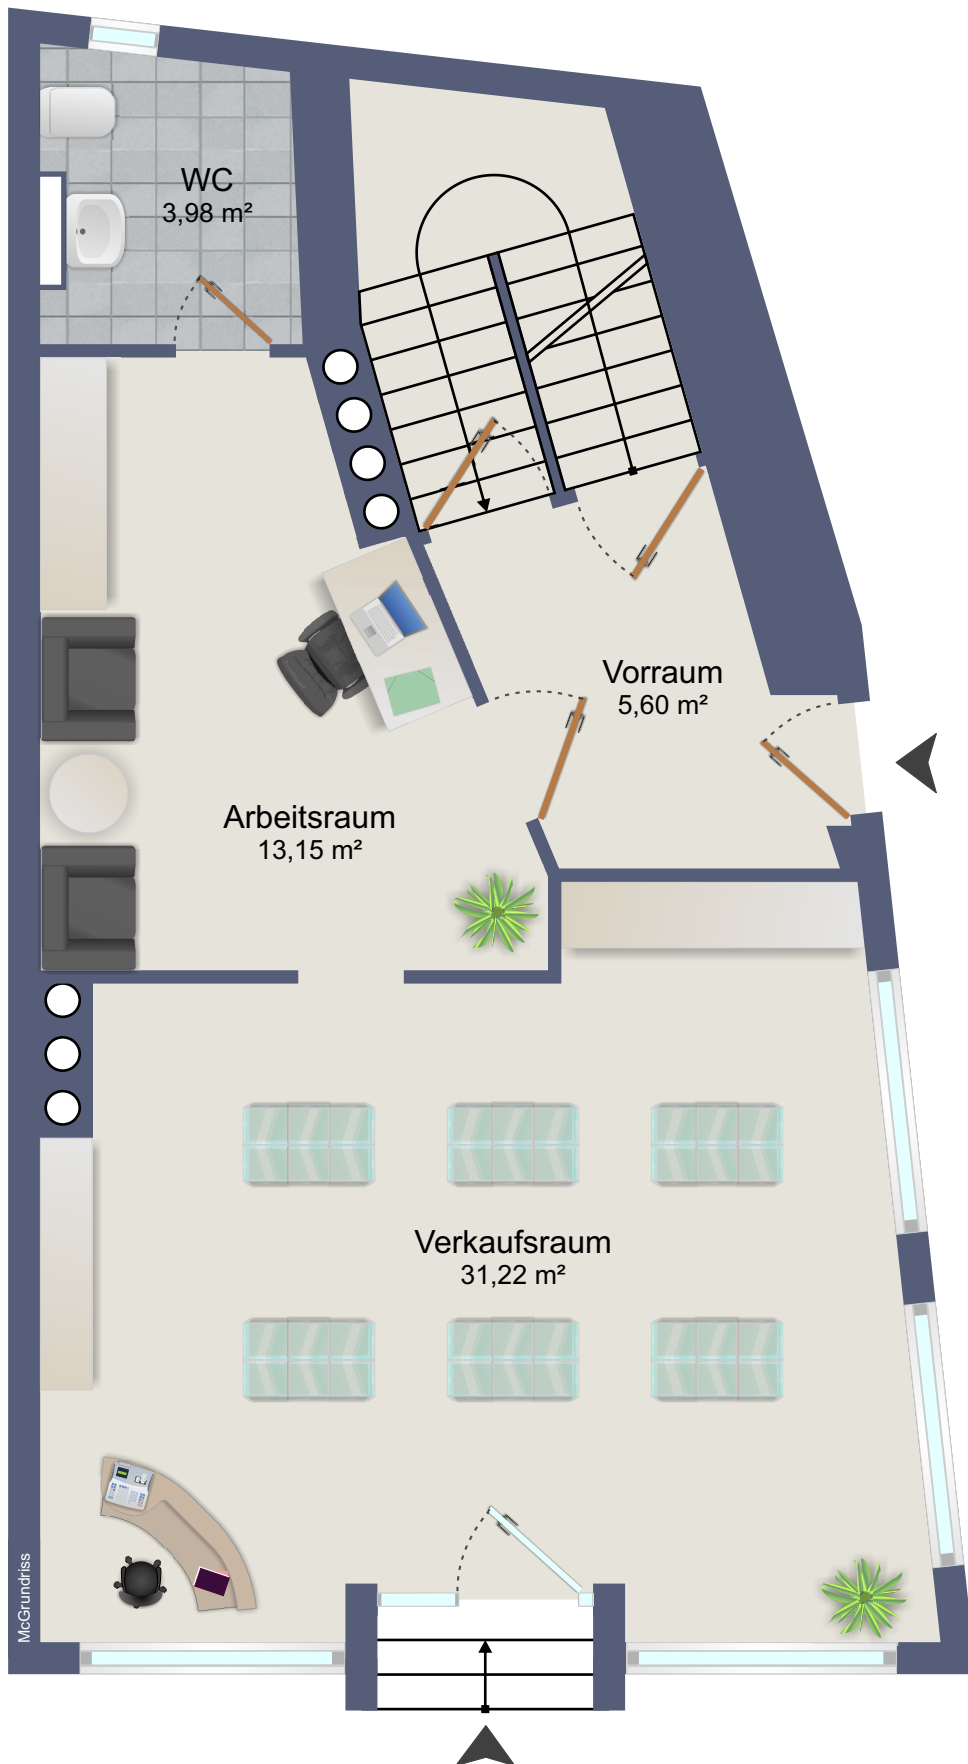 WC
3,98 m²
Vorraum
5,60 m²
Arbeitsraum
13,15 m²
Verkaufsraum
31,22 m²
McGrundriss